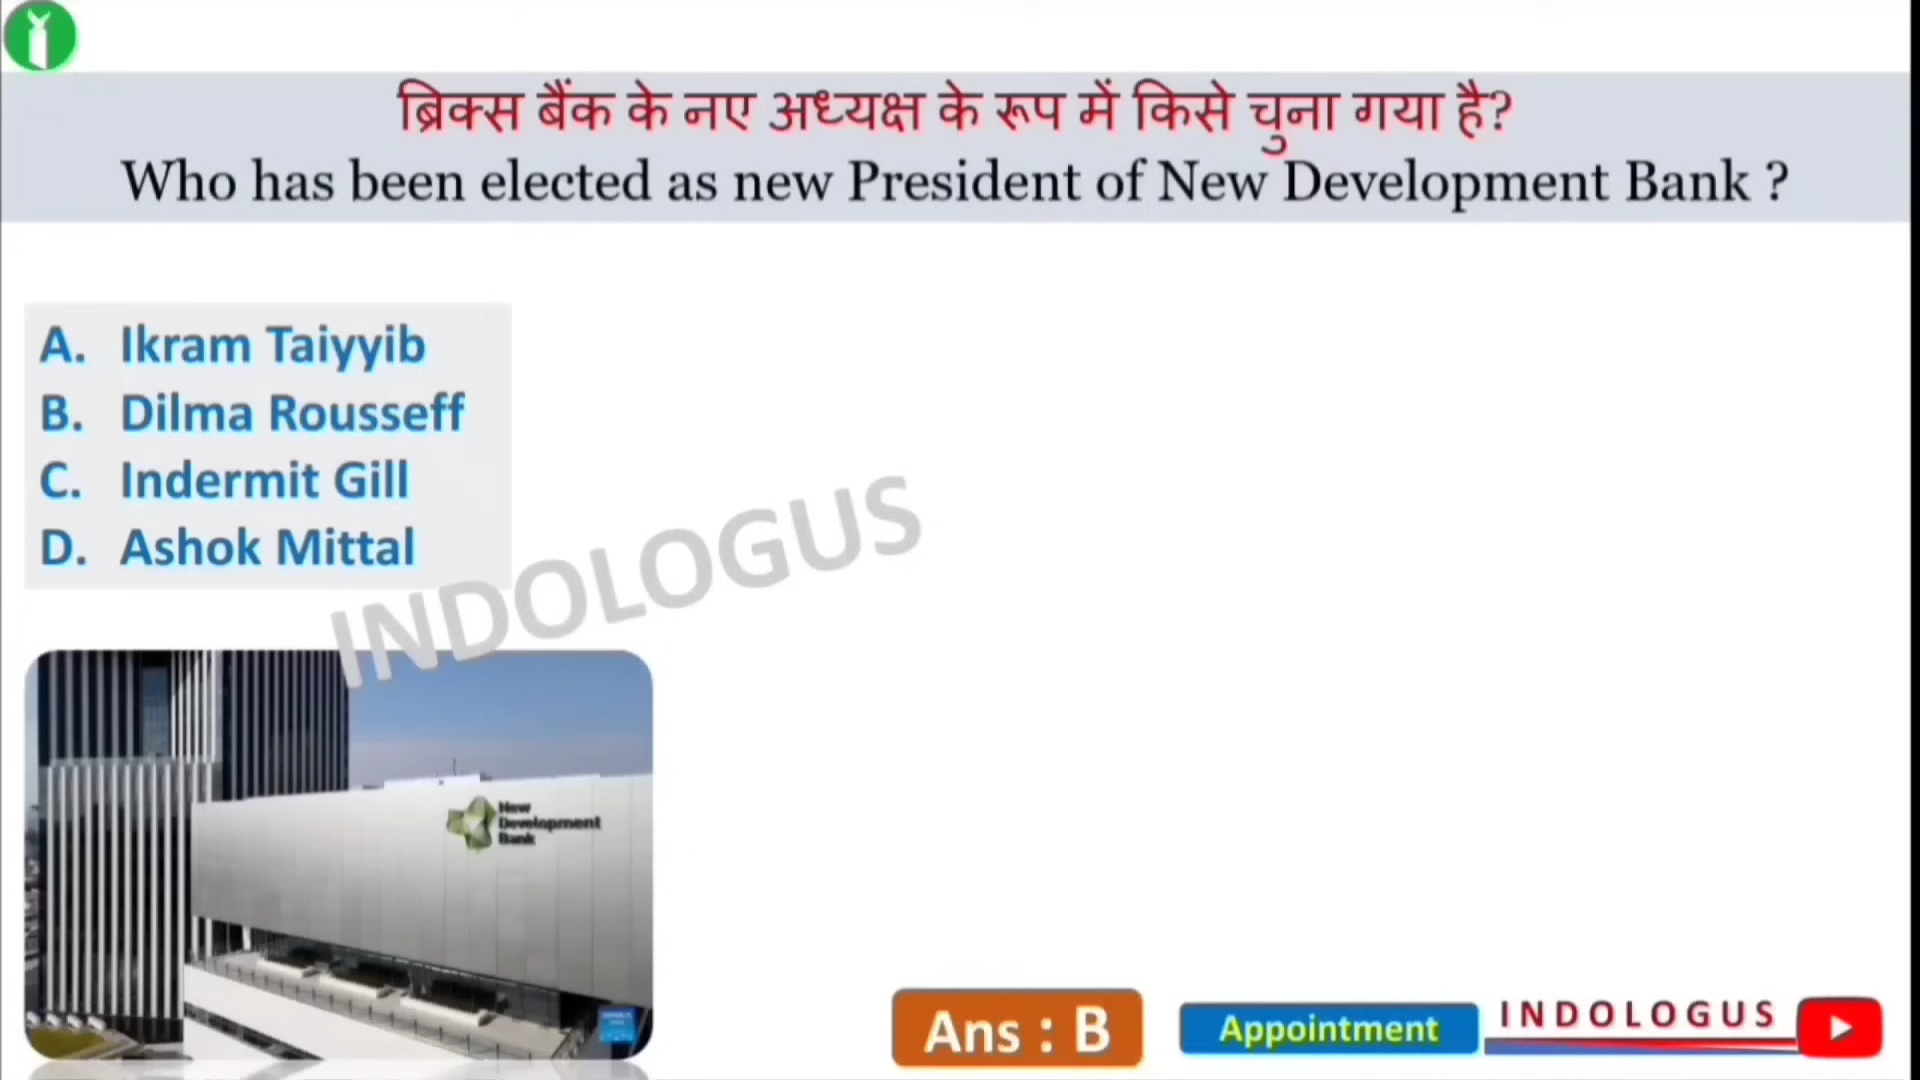 ब्रिक्स बैंक के नए अध्यक्ष के रूप में किसे चुना गया है?
Who has been elected as new President of New Development Bank ?
A. Ikram Taiyyib
B. Dilma Rousseff
C. Indermit Gill
D. Ashok Mittal
INDOLOGUS
New
Development
Bank
Ans : B
Appointment
INDOLOGUS